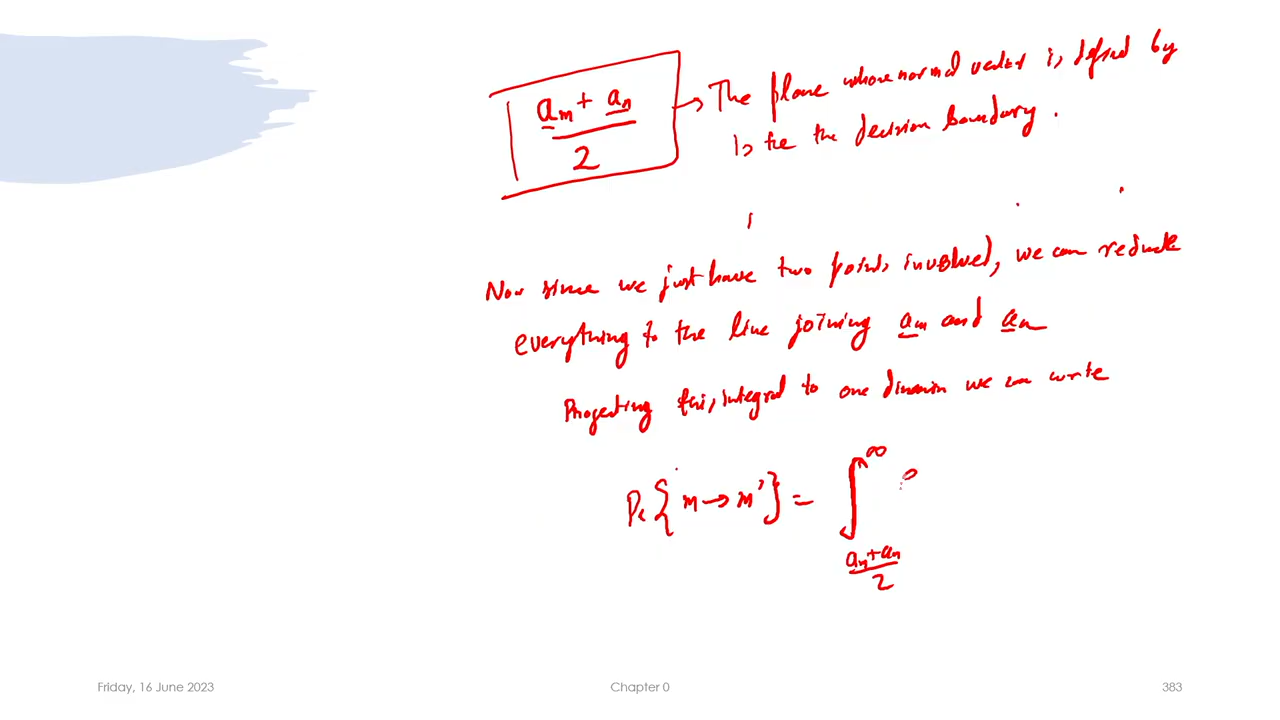 a_m + a_n
2
→ The plane whose normal vector is defined by
is the the decision boundary.
Now since we just have two points involved, we can reduce
everything to the line joining a_m and a_n
Projecting this integral to one dimension we can write
Pe{m → m'} = ∫ ∞
a_m + a_n
2
Friday, 16 June 2023
Chapter 0
383